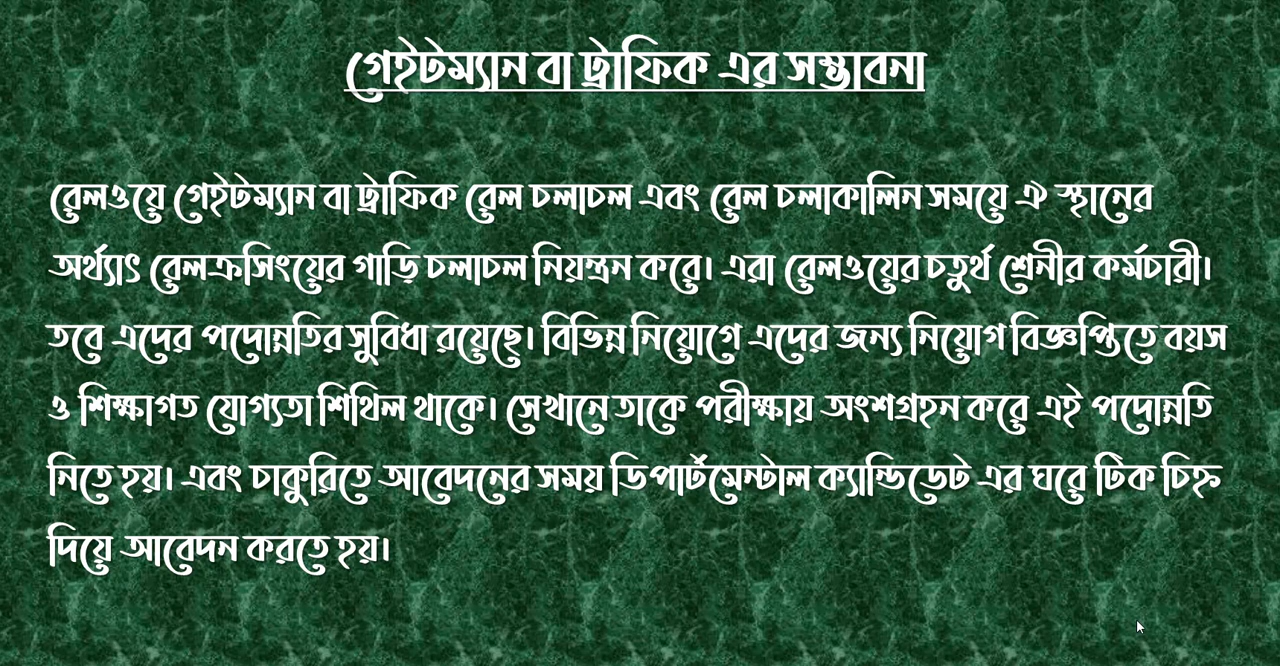 গেইটম্যান বা ট্রাফিক এর সম্ভাবনা
রেলওয়ে গেইটম্যান বা ট্রাফিক রেল চলাচল এবং রেল চলাকালিন সময়ে ঐ স্থানের
অর্থ্যাৎ রেলক্রসিংয়ের গাড়ি চলাচল নিয়ন্ত্রন করে। এরা রেলওয়ের চতুর্থ শ্রেনীর কর্মচারী।
তবে এদের পদোন্নতির সুবিধা রয়েছে। বিভিন্ন নিয়োগে এদের জন্য নিয়োগ বিজ্ঞপ্তিতে বয়স
ও শিক্ষাগত যোগ্যতা শিথিল থাকে। সেখানে তাকে পরীক্ষায় অংশগ্রহন করে এই পদোন্নতি
নিতে হয়। এবং চাকুরিতে আবেদনের সময় ডিপার্টমেন্টাল ক্যান্ডিডেট এর ঘরে টিক চিহ্ন
দিয়ে আবেদন করতে হয়।